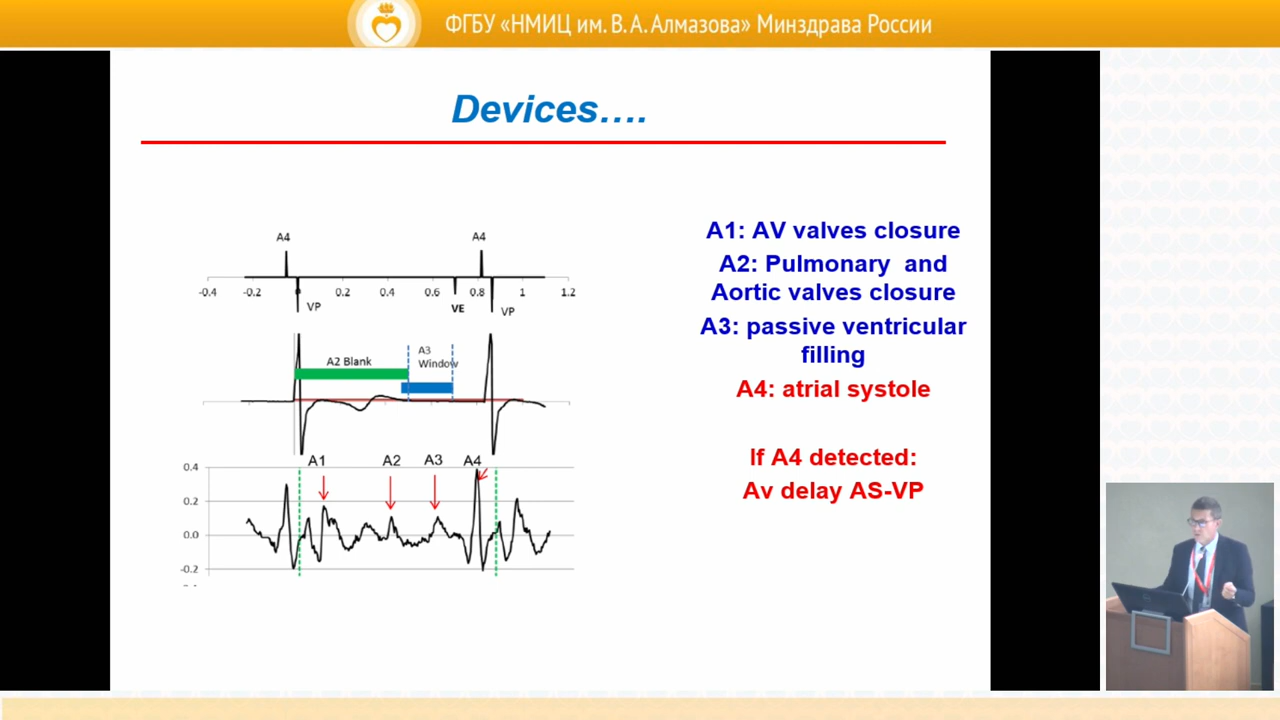 ФГБУ «НМИЦ им. В. А. Алмазова» Минздрава России
Devices….
A4
A4
-0.4 -0.2 0.2 0.4 0.6 0.8 1 1.2
VP
VE
VP
A2 Blank
A3
Window
A1
A2
A3
A4
0.4
0.2
0.0
-0.2
A1: AV valves closure
A2: Pulmonary and
Aortic valves closure
A3: passive ventricular
filling
A4: atrial systole
If A4 detected:
Av delay AS-VP